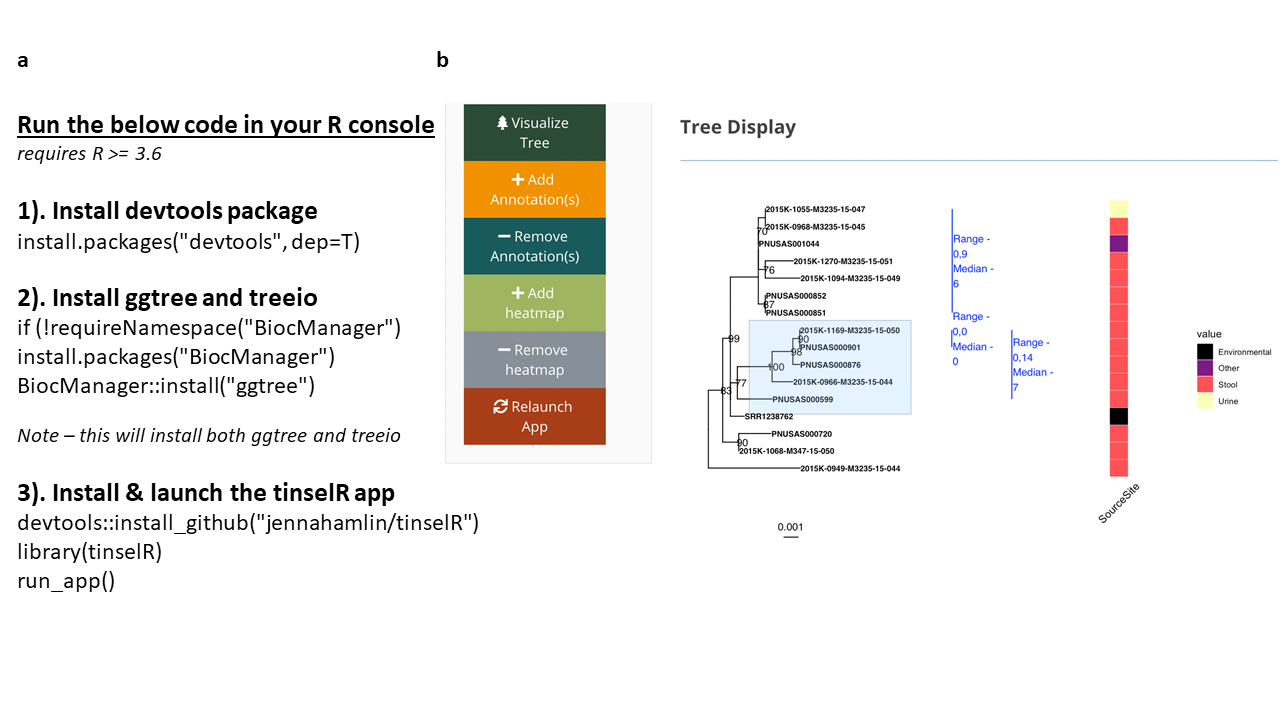 a
b
Run the below code in your R console
requires R >= 3.6
1). Install devtools package
install.packages("devtools", dep=T)
2). Install ggtree and treeio
if (!requireNamespace("BiocManager")
install.packages("BiocManager")
BiocManager::install("ggtree")
Note – this will install both ggtree and treeio
3). Install & launch the tinselR app
devtools::install_github("jennahamlin/tinselR")
library(tinselR)
run_app()
Visualize
Tree
Add
Annotation(s)
Remove
Annotation(s)
Add
heatmap
Remove
heatmap
Relaunch
App
Tree Display
2015K-1055-M3235-15-047
70
2015K-0968-M3235-15-045
PNUSAS001044
2015K-1270-M3235-15-051
76
2015K-1094-M3235-15-049
PNUSAS000852
87
PNUSAS000851
2015K-1169-M3235-15-050
90
99
PNUSAS000901
98
PNUSAS000876
100
2015K-0966-M3235-15-044
77
83
PNUSAS000599
SRR1238762
PNUSAS000720
90
2015K-1068-M347-15-050
2015K-0949-M3235-15-044
0.001
Range -
0,9
Median -
6
Range -
0,0
Median -
0
Range -
0,14
Median -
7
SourceSite
value
Environmental
Other
Stool
Urine